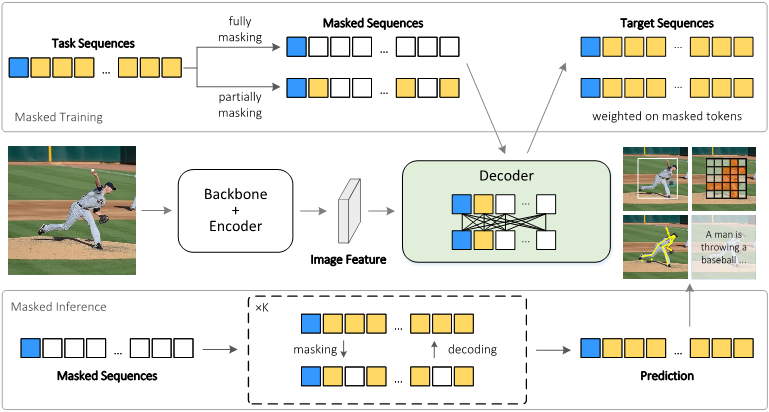 Task Sequences
...
fully
masking
partially
masking
Masked Sequences
...
...
Target Sequences
...
...
weighted on masked tokens
Masked Training
Backbone
+
Encoder
Image Feature
Decoder
...
...
A man is
throwing a
baseball ...
Masked Inference
...
Masked Sequences
×K
...
masking
decoding
...
...
Prediction